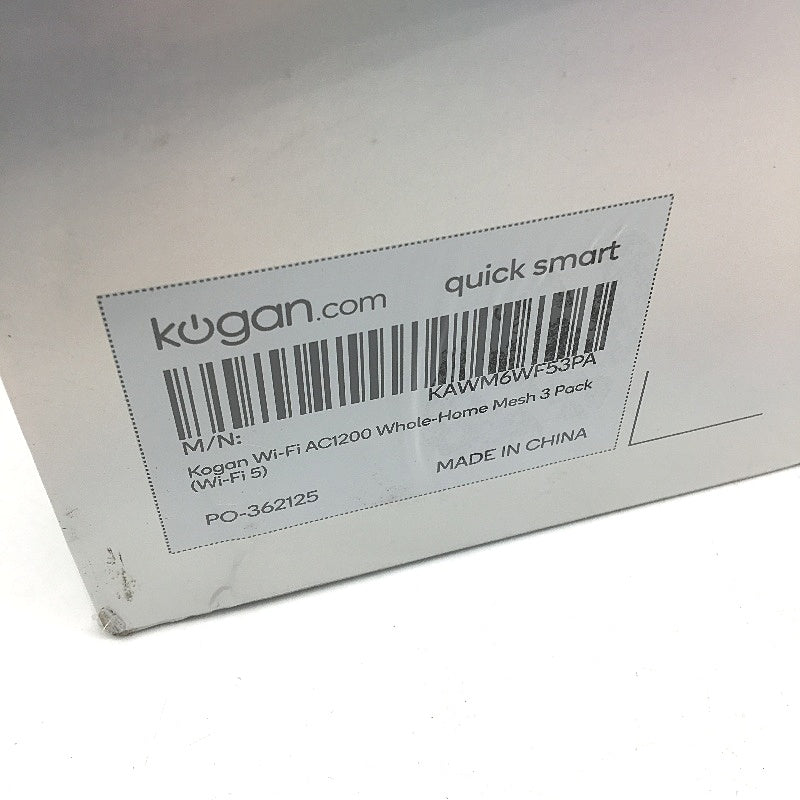 kogan.com quick smart
M/N: KAWM6WF53PA
Kogan Wi-Fi AC1200 Whole-Home Mesh 3 Pack
(Wi-Fi 5)
PO-362125 MADE IN CHINA